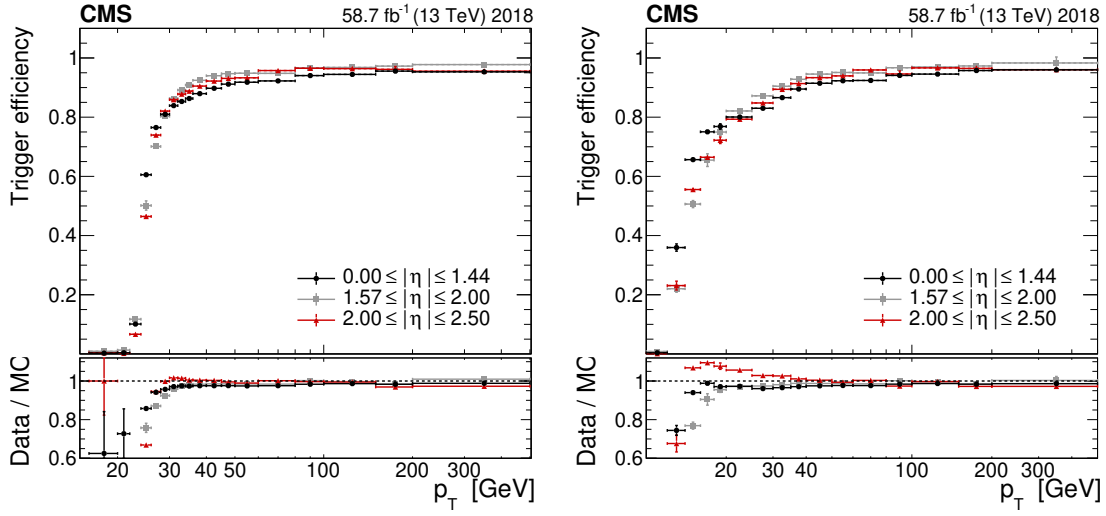 CMS 58.7 fb⁻¹ (13 TeV) 2018
Trigger efficiency
1
0.8
0.6
0.4
0.2
0.00 ≤ | η | ≤ 1.44
1.57 ≤ | η | ≤ 2.00
2.00 ≤ | η | ≤ 2.50
Data / MC
1
0.8
0.6
20 30 40 50 100 200 300
p_T [GeV]
CMS 58.7 fb⁻¹ (13 TeV) 2018
Trigger efficiency
1
0.8
0.6
0.4
0.2
0.00 ≤ | η | ≤ 1.44
1.57 ≤ | η | ≤ 2.00
2.00 ≤ | η | ≤ 2.50
Data / MC
1
0.8
0.6
20 30 40 100 200 300
p_T [GeV]